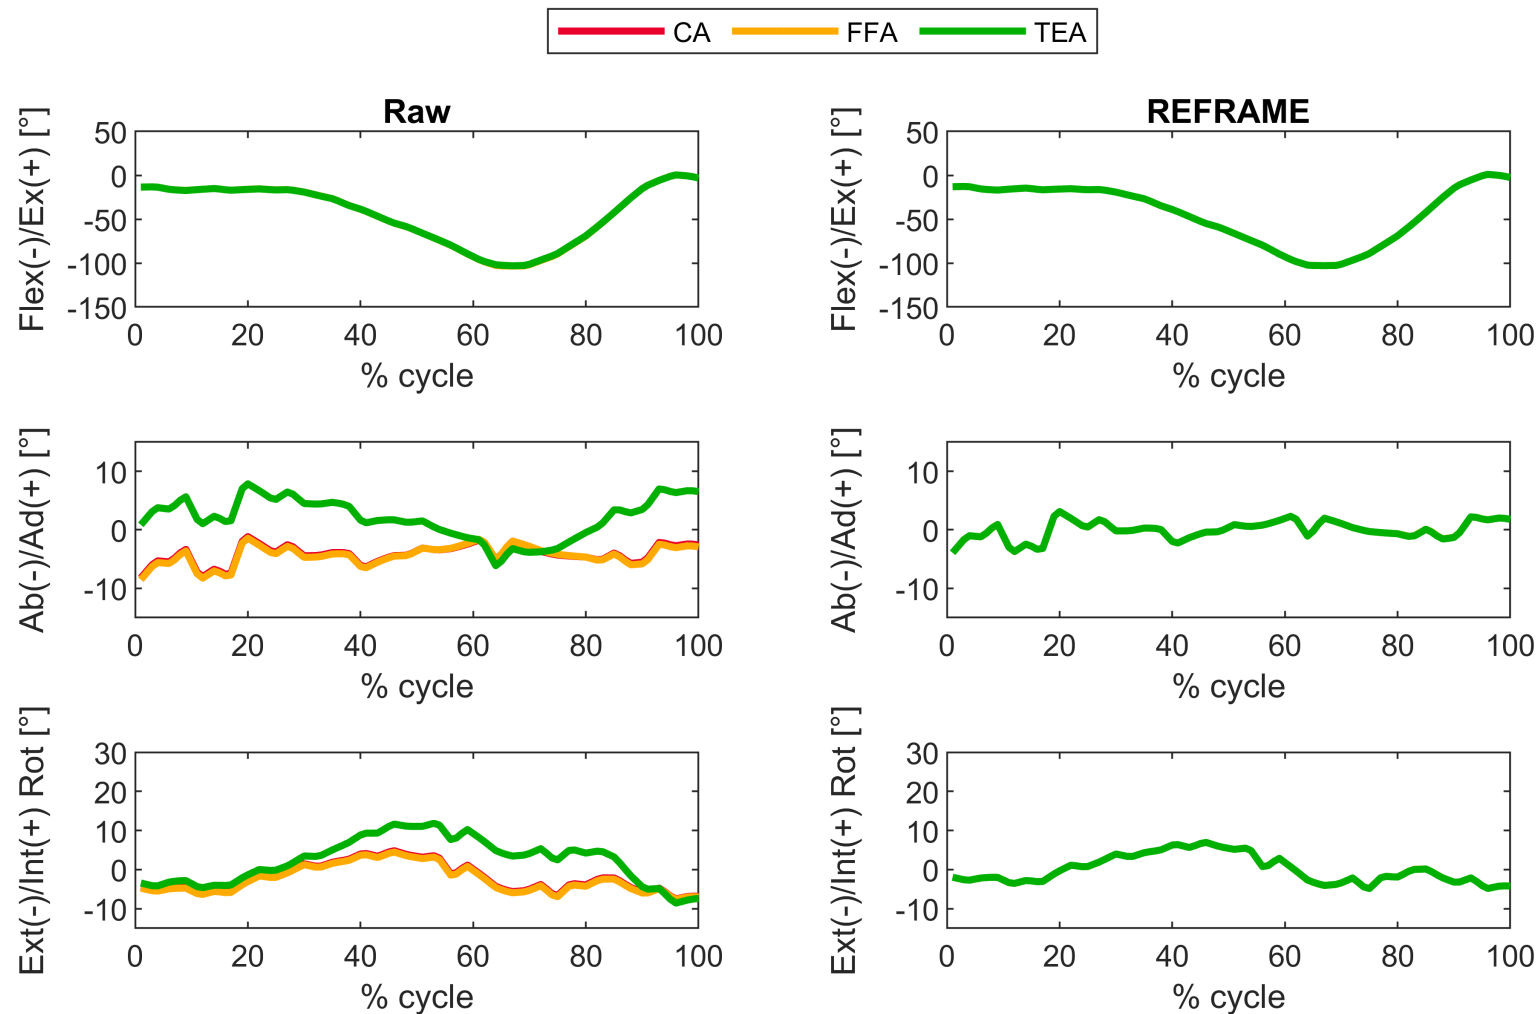 CA FFA TEA
Raw
Flex(-)/Ex(+) [°]
50
0
-50
-100
-150
0 20 40 60 80 100
% cycle
REFRAME
Flex(-)/Ex(+) [°]
50
0
-50
-100
-150
0 20 40 60 80 100
% cycle
Ab(-)/Ad(+) [°]
10
0
-10
0 20 40 60 80 100
% cycle
Ab(-)/Ad(+) [°]
10
0
-10
0 20 40 60 80 100
% cycle
Ext(-)/Int(+) Rot [°]
30
20
10
0
-10
0 20 40 60 80 100
% cycle
Ext(-)/Int(+) Rot [°]
30
20
10
0
-10
0 20 40 60 80 100
% cycle